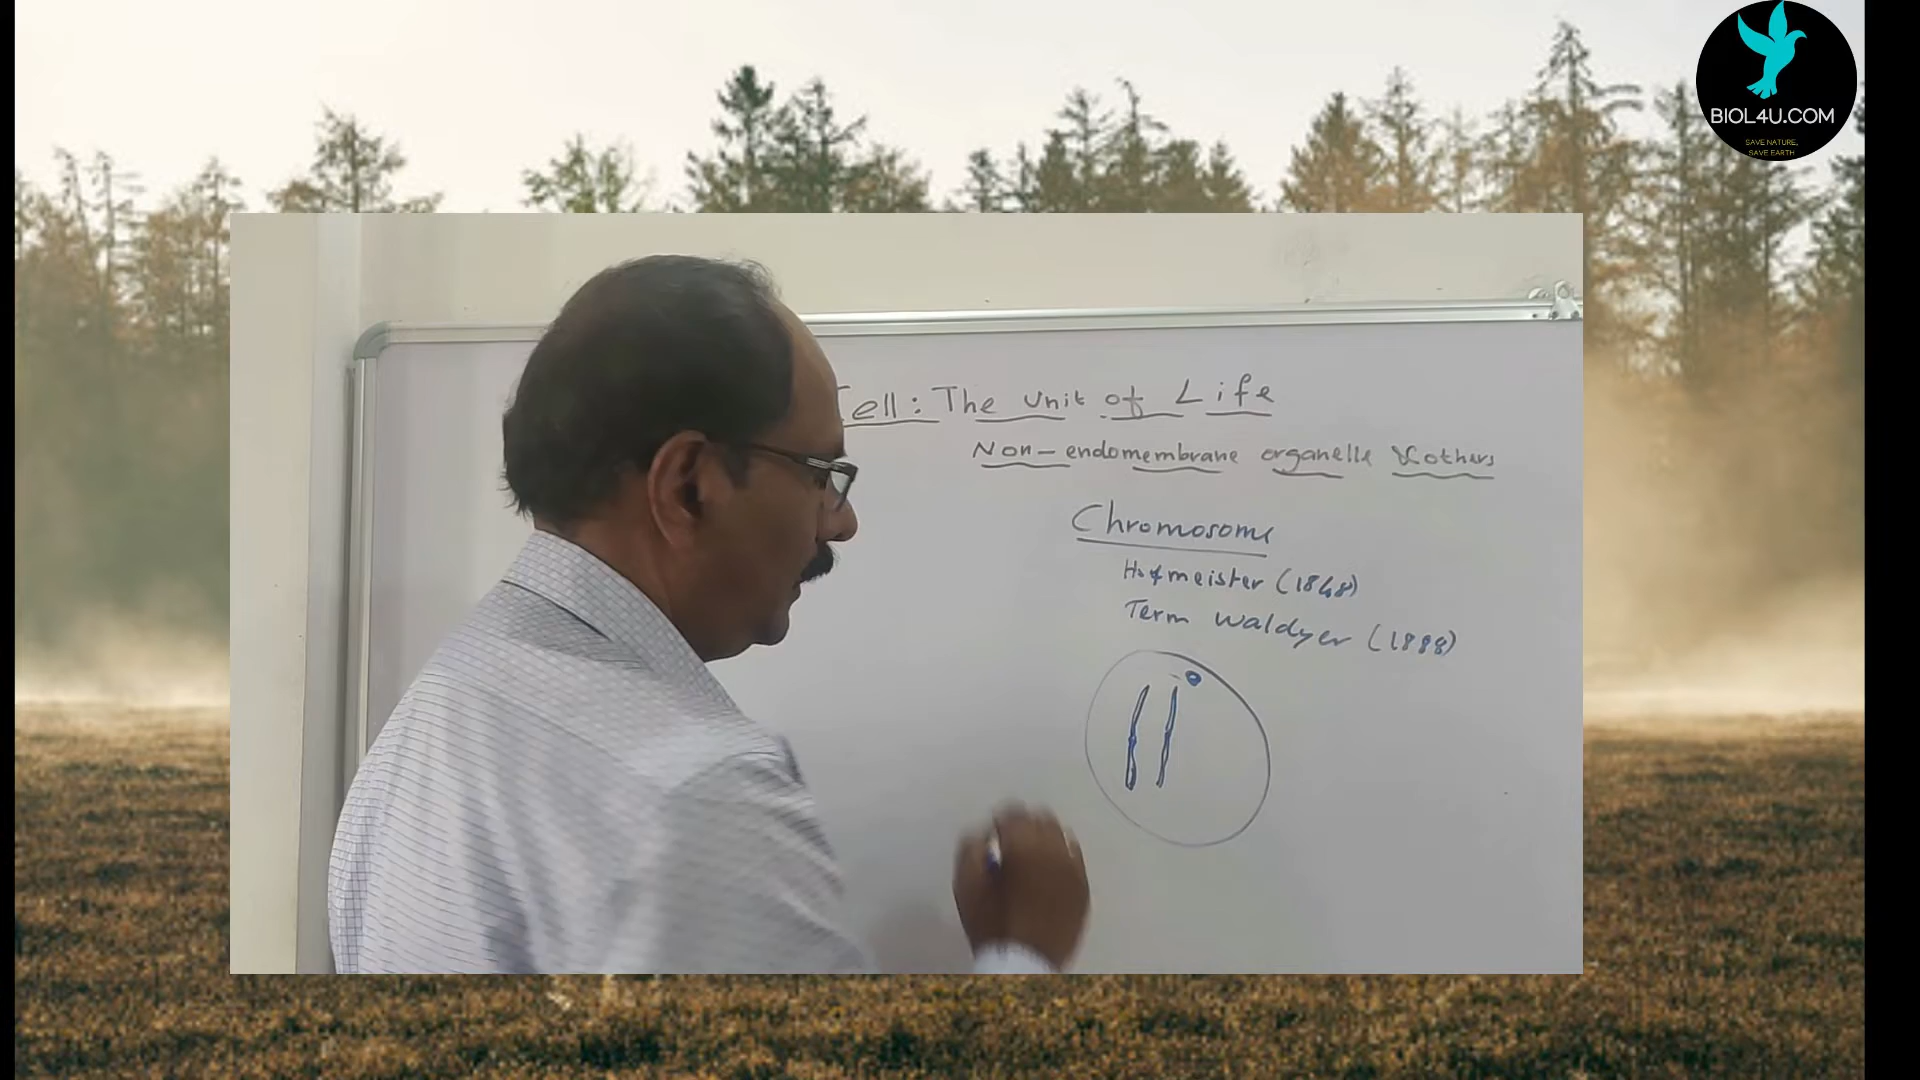 BIOL4U.COM
SAVE NATURE,
SAVE EARTH
Cell: The Unit of Life
Non-endomembrane organelle & others
Chromosome
Hofmeister (1848)
Term Waldyer (1888)